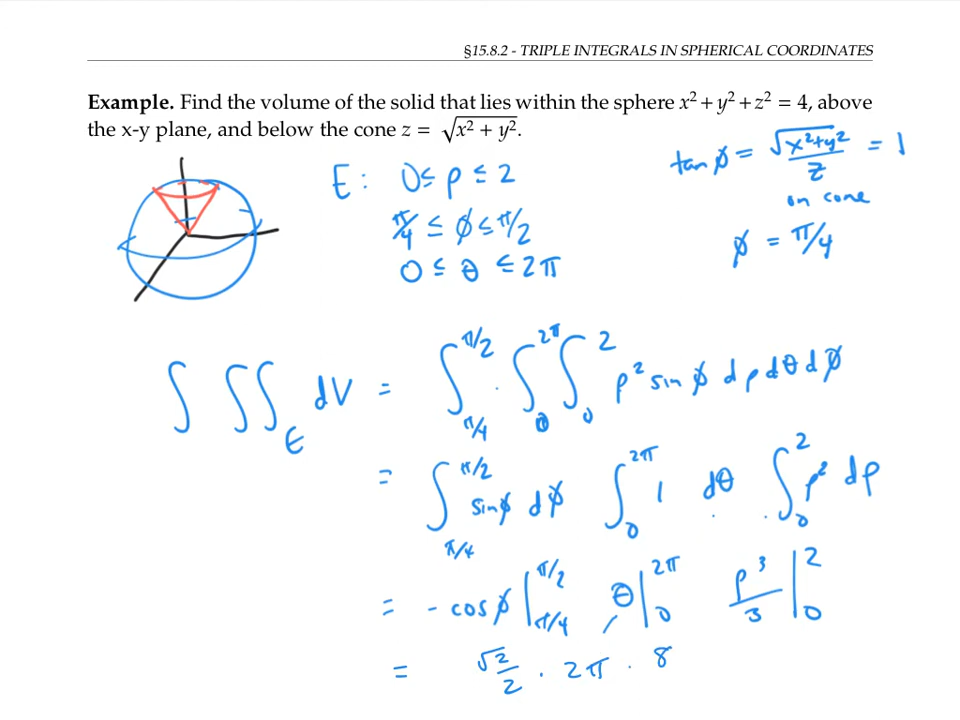 §15.8.2 - TRIPLE INTEGRALS IN SPHERICAL COORDINATES
Example. Find the volume of the solid that lies within the sphere x² + y² + z² = 4, above
the x-y plane, and below the cone z = √(x² + y²).
tan ϕ = √(x²+y²)/z = 1
on cone
ϕ = π/4
E: 0 ≤ ρ ≤ 2
π/4 ≤ ϕ ≤ π/2
0 ≤ θ ≤ 2π
∫∫∫_E dV = ∫_{π/4}^{π/2} ∫_0^{2π} ∫_0^2 ρ² sin ϕ dρ dθ dϕ
= ∫_{π/4}^{π/2} sin ϕ dϕ ∫_0^{2π} 1 dθ ∫_0^2 ρ² dρ
= - cos ϕ |_{π/4}^{π/2} θ |_0^{2π} ρ³/3 |_0^2
= √2/2 · 2π · 8